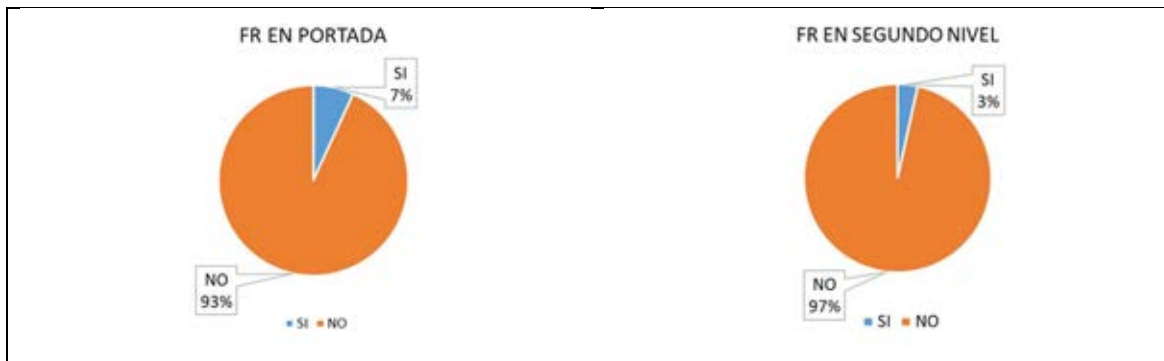 FR EN PORTADA
SI
7%
NO
93%
SI NO
FR EN SEGUNDO NIVEL
SI
3%
NO
97%
SI NO